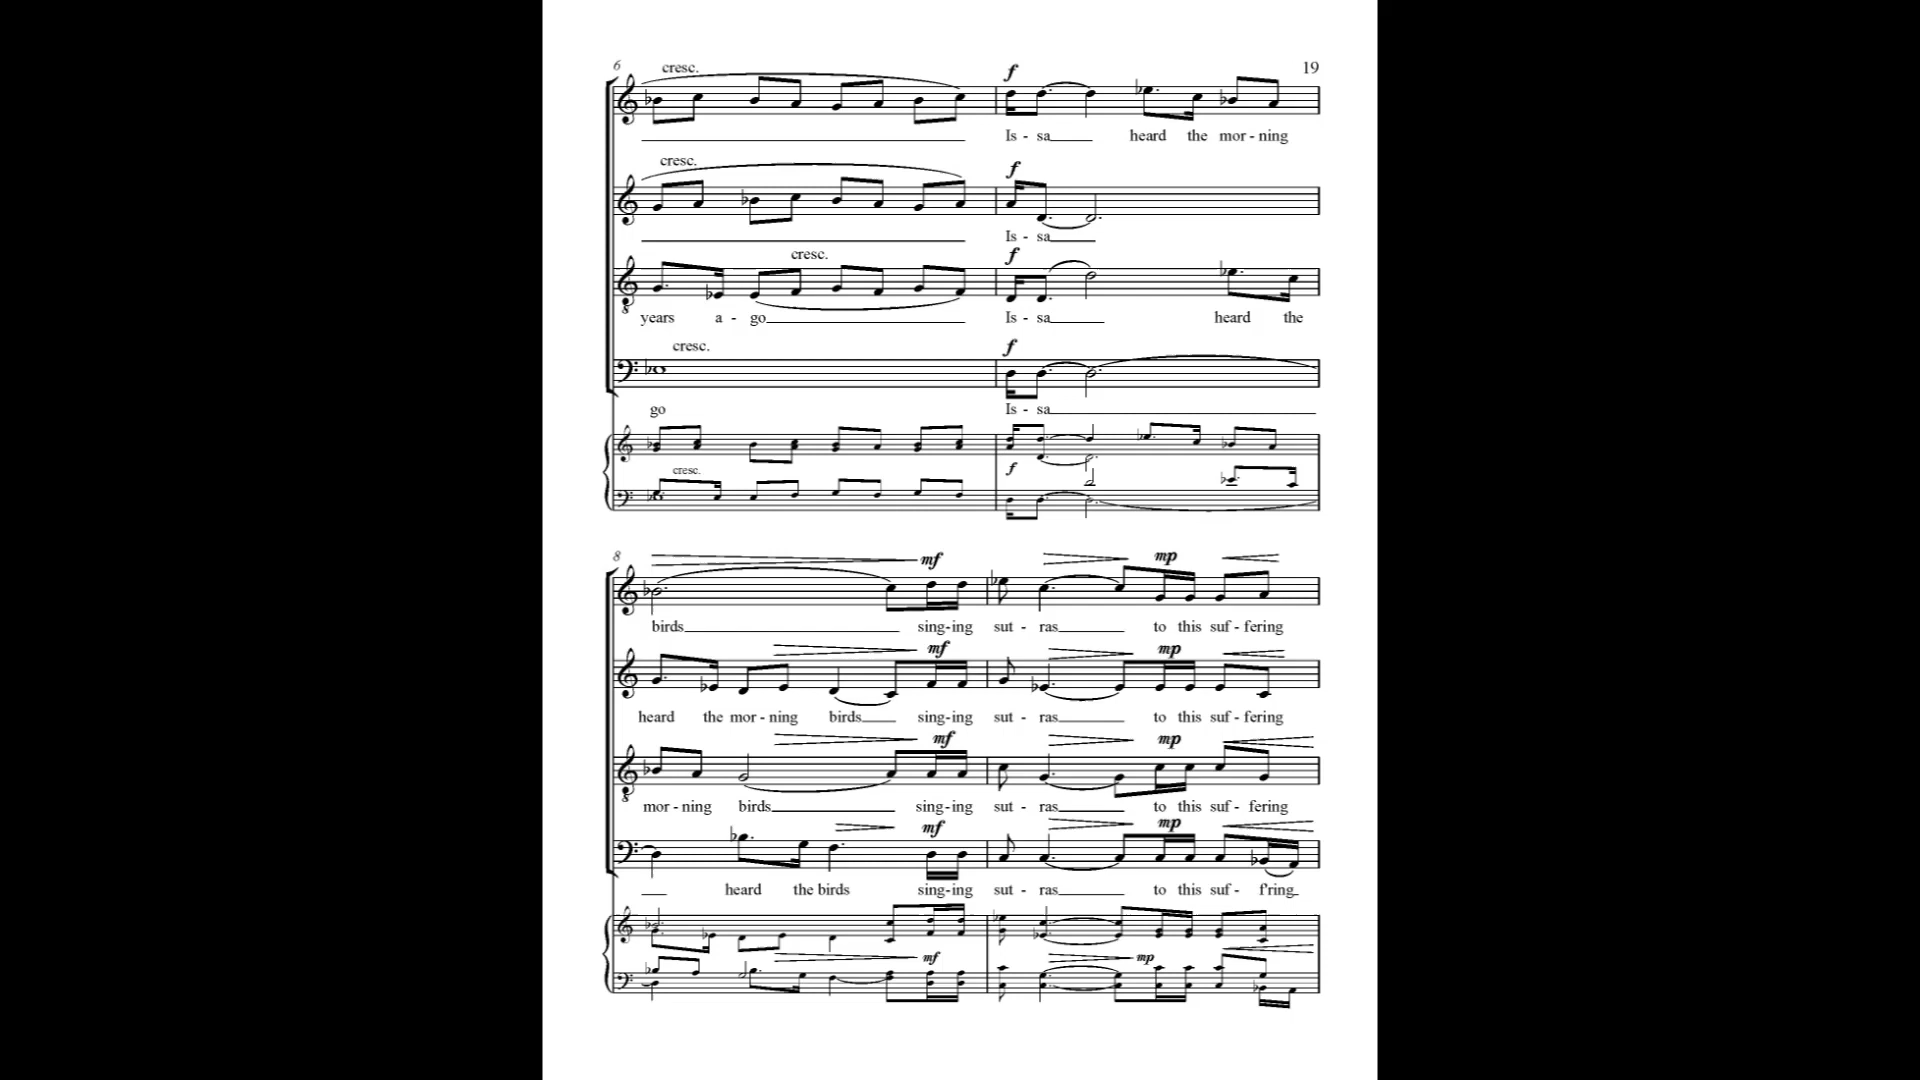 6 cresc. f 19
Is - sa heard the mor - ning
cresc. f
Is - sa
cresc. f
years a - go Is - sa heard the
cresc. f
go Is - sa
cresc. f
8 mf mp
birds sing-ing sut - ras to this suf - fering
mf mp
heard the mor - ning birds sing-ing sut - ras to this suf - fering
mf mp
mor - ning birds sing-ing sut - ras to this suf - fering
mf mp
heard the birds sing-ing sut - ras to this suf - f'ring
mf mp